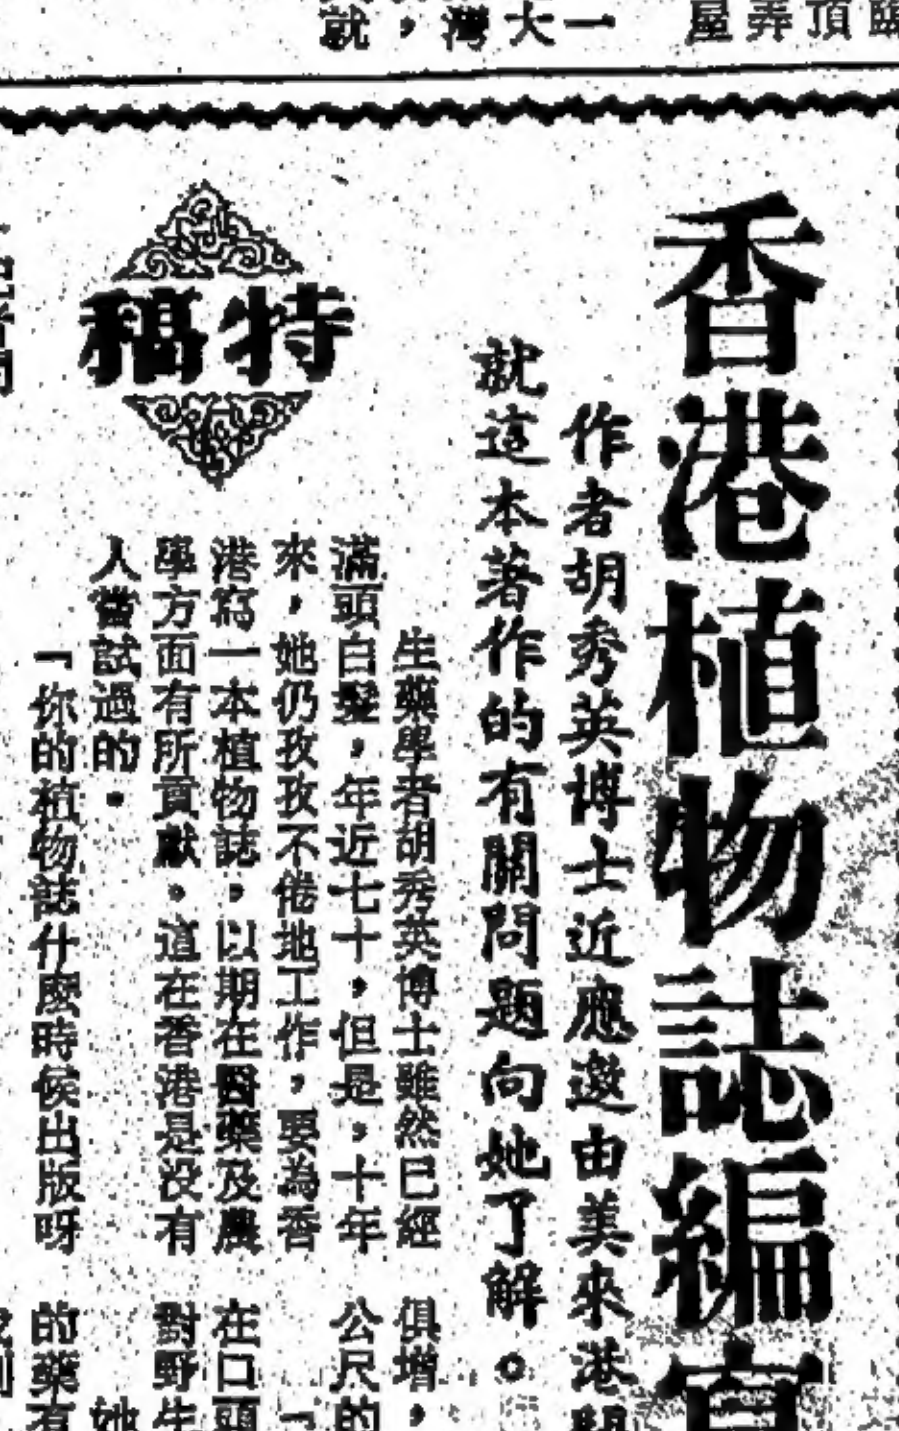 臨頂弄屋
一大灣，就
香港植物誌編寫
作者胡秀英博士近應邀由美來港
就這本著作的有關問題向她了解。
特稿
生藥學者胡秀英博士雖然已經
滿頭白髮，年近七十，但是，十年
來，她仍孜孜不倦地工作，要為香
港寫一本植物誌，以期在醫藥及農
學方面有所貢獻。這在香港是没有
人嘗試過的。
「你的植物誌什麼時侯出版呀
俱增，
公尺的
「
在口頭
對野生
她
的藥有